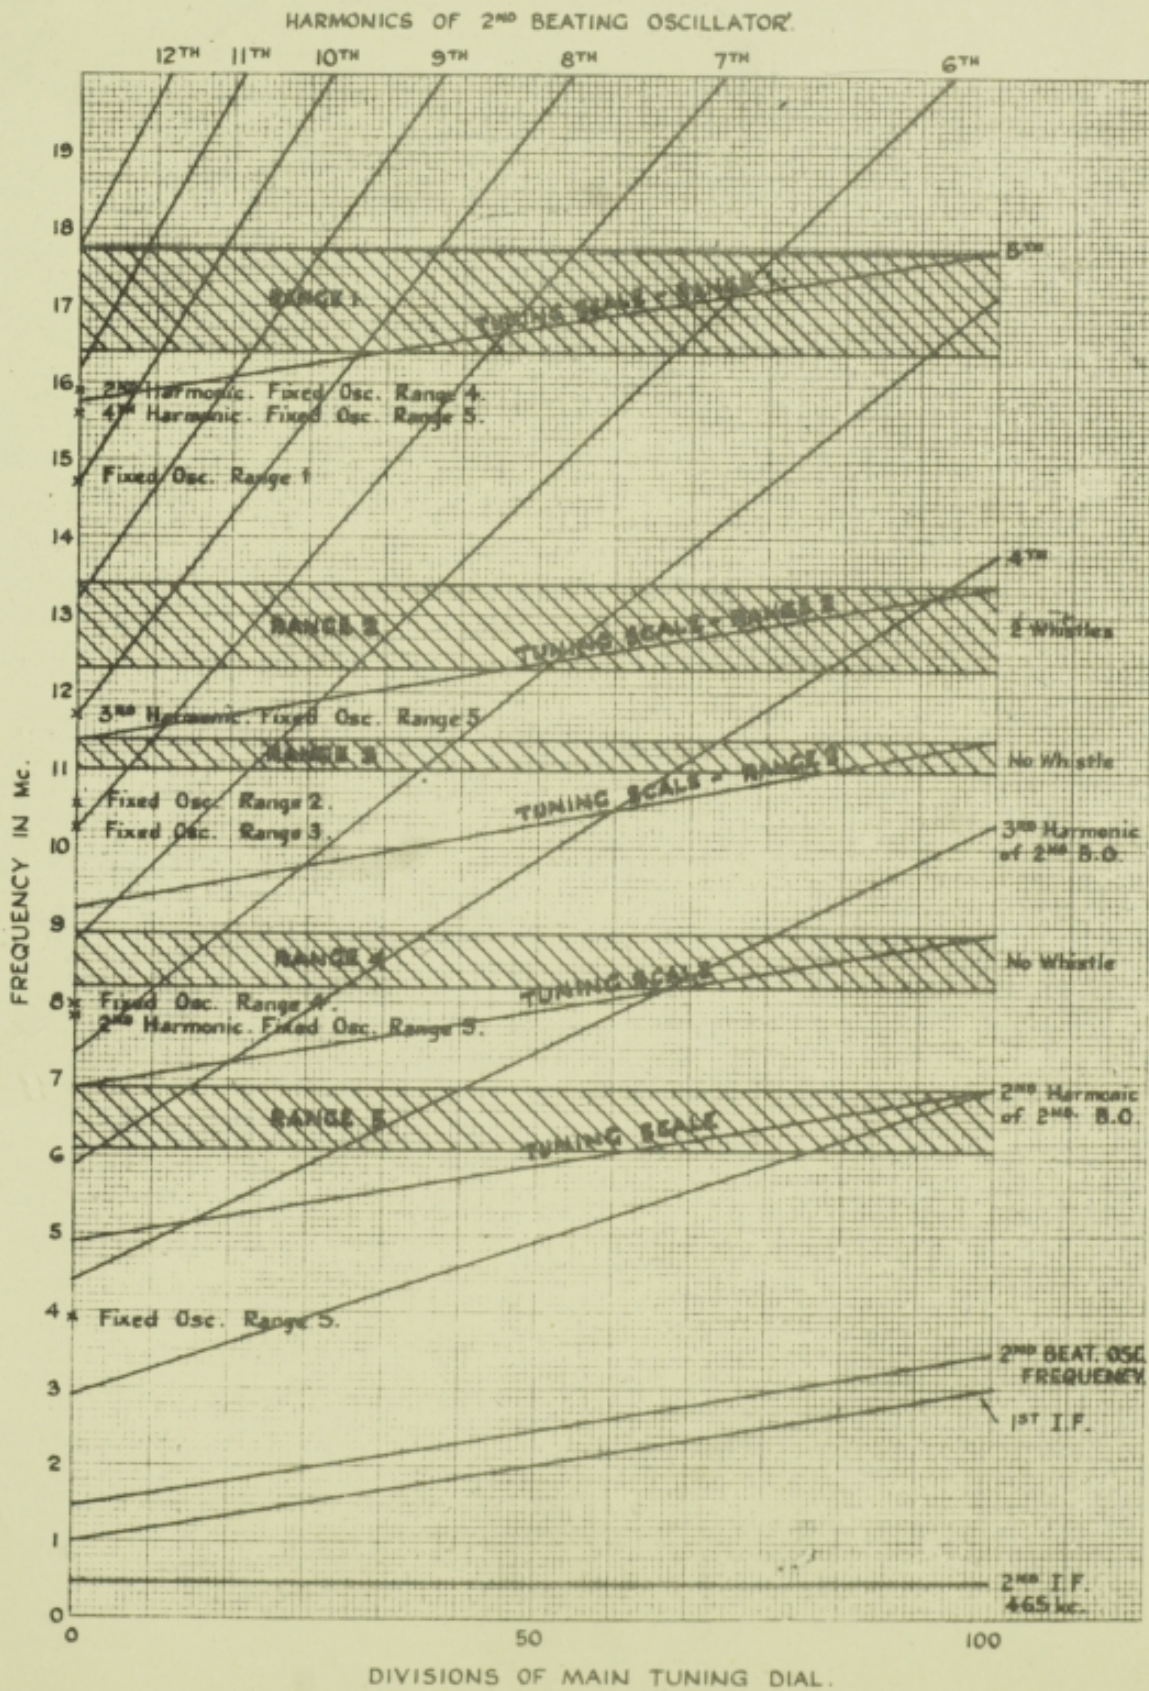 HARMONICS OF 2ND BEATING OSCILLATOR.
12TH 11TH 10TH 9TH 8TH 7TH 6TH
19
18
5TH
RANGE 1
TUNING SCALE - RANGE 1
17
16
2ND Harmonic. Fixed Osc. Range 4.
4TH Harmonic. Fixed Osc. Range 5.
15
Fixed Osc. Range 1
14
4TH
13
RANGE 2
TUNING SCALE - RANGE 2
2 Whistles
12
3RD Harmonic. Fixed Osc. Range 5
11
RANGE 3
TUNING SCALE - RANGE 3
No Whistle
Fixed Osc. Range 2.
Fixed Osc. Range 3.
10
3RD Harmonic
of 2ND B.O.
9
RANGE 4
TUNING SCALE
No Whistle
8
Fixed Osc. Range 4.
2ND Harmonic. Fixed Osc. Range 5.
7
RANGE 5
TUNING SCALE
2ND Harmonic
of 2ND B.O.
6
5
4
Fixed Osc. Range 5.
3
2ND BEAT. OSC.
FREQUENCY.
1ST I.F.
2
1
2ND I.F.
465 kc.
0
FREQUENCY IN Mc.
0 50 100
DIVISIONS OF MAIN TUNING DIAL.